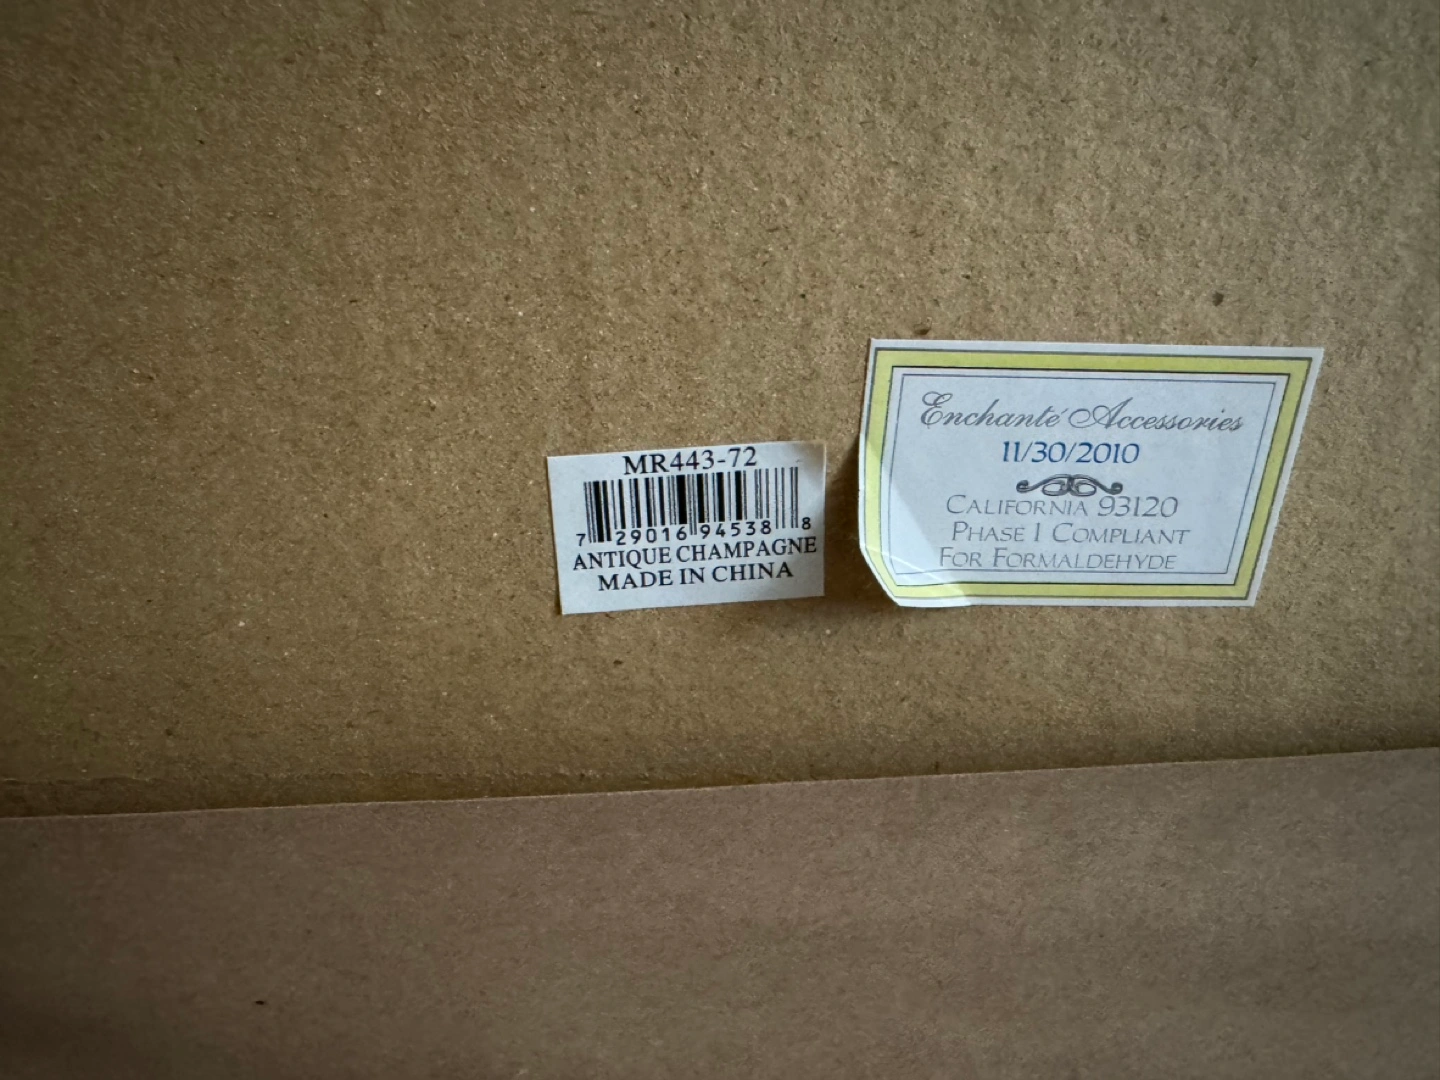 MR443-72
7 29016 94538 8
ANTIQUE CHAMPAGNE
MADE IN CHINA
Enchanté Accessories
11/30/2010
CALIFORNIA 93120
PHASE 1 COMPLIANT
FOR FORMALDEHYDE